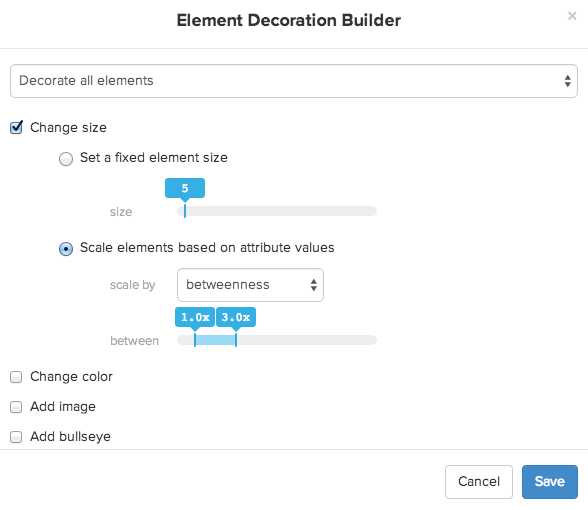 Element Decoration Builder
×
Decorate all elements
Change size
Set a fixed element size
5
size
Scale elements based on attribute values
scale by
betweenness
1.0x 3.0x
between
Change color
Add image
Add bullseye
Cancel
Save